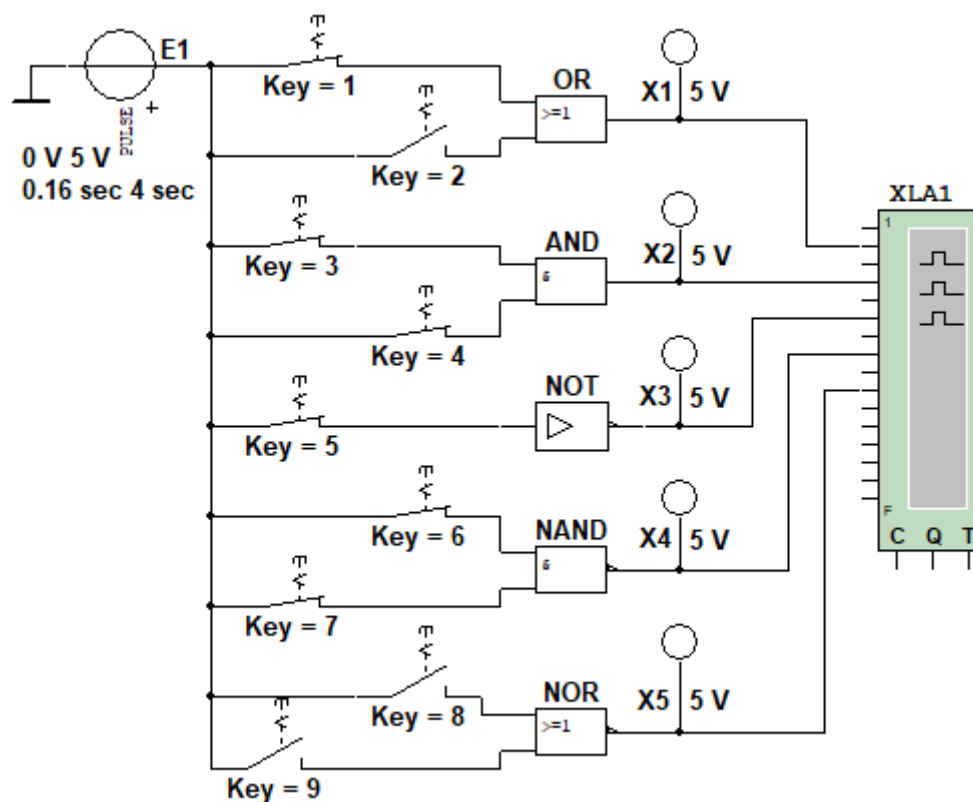 E1
PULSE
+
0 V 5 V
0.16 sec 4 sec
Key = 1
Key = 2
OR
>=1
X1
5 V
Key = 3
Key = 4
AND
&
X2
5 V
Key = 5
NOT
X3
5 V
Key = 6
Key = 7
NAND
&
X4
5 V
Key = 8
Key = 9
NOR
>=1
X5
5 V
XLA1
1
F
C Q T